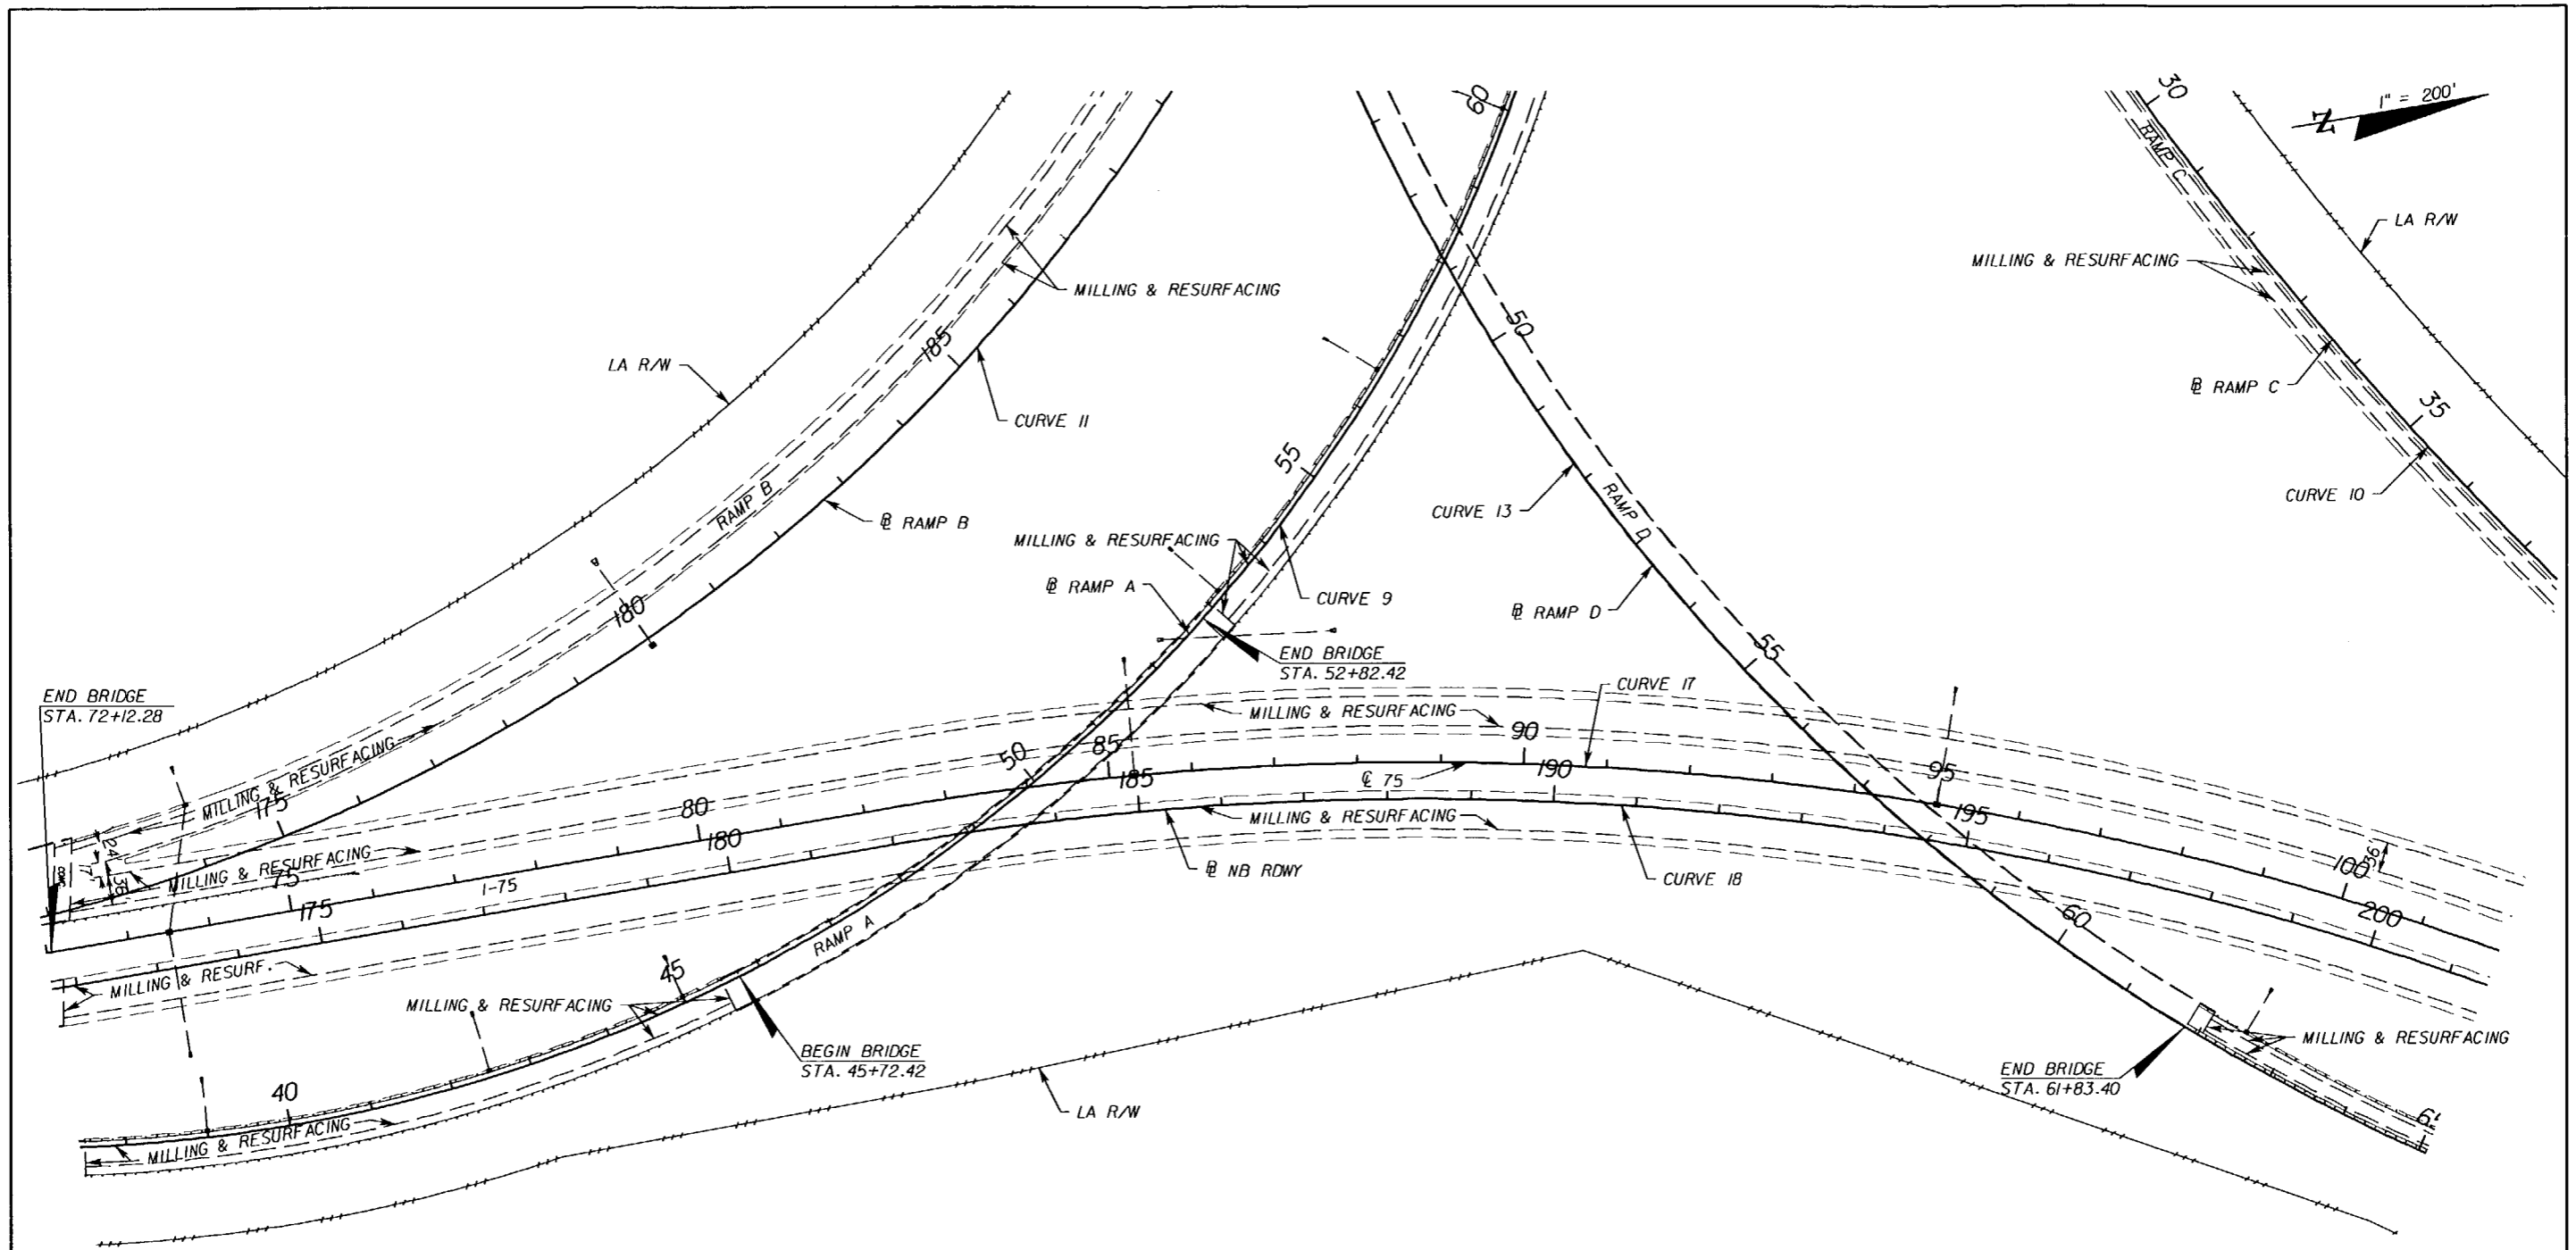 30
1" = 200'
N
RAMP C
LA R/W
MILLING & RESURFACING
60
MILLING & RESURFACING
50
185
LA R/W
℄ RAMP C
35
CURVE 11
CURVE 10
55
RAMP B
RAMP D
CURVE 13
℄ RAMP B
MILLING & RESURFACING
℄ RAMP A
CURVE 9
℄ RAMP D
180
55
END BRIDGE
STA. 52+82.42
END BRIDGE
STA. 72+12.28
CURVE 17
MILLING & RESURFACING
90
50
85
185
℄ 75
190
95
MILLING & RESURFACING
175
80
180
MILLING & RESURFACING
195
24
17'
36
MILLING & RESURFACING
75
I-75
175
℄ NB RDWY
CURVE 18
36
100
200
60
RAMP A
MILLING & RESURF.
45
MILLING & RESURFACING
BEGIN BRIDGE
STA. 45+72.42
MILLING & RESURFACING
END BRIDGE
STA. 61+83.40
40
MILLING & RESURFACING
LA R/W